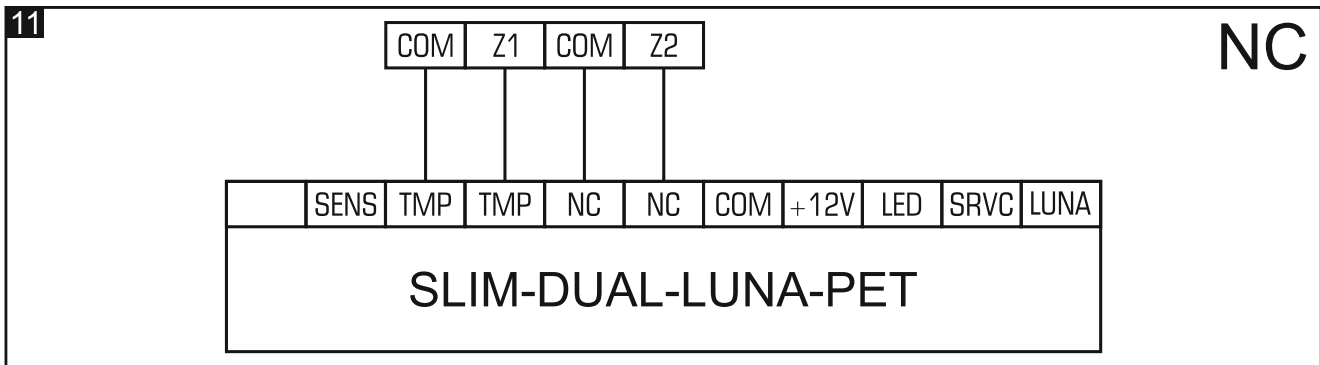 11
NC
COM Z1 COM Z2
SENS TMP TMP NC NC COM +12V LED SRVC LUNA
SLIM-DUAL-LUNA-PET